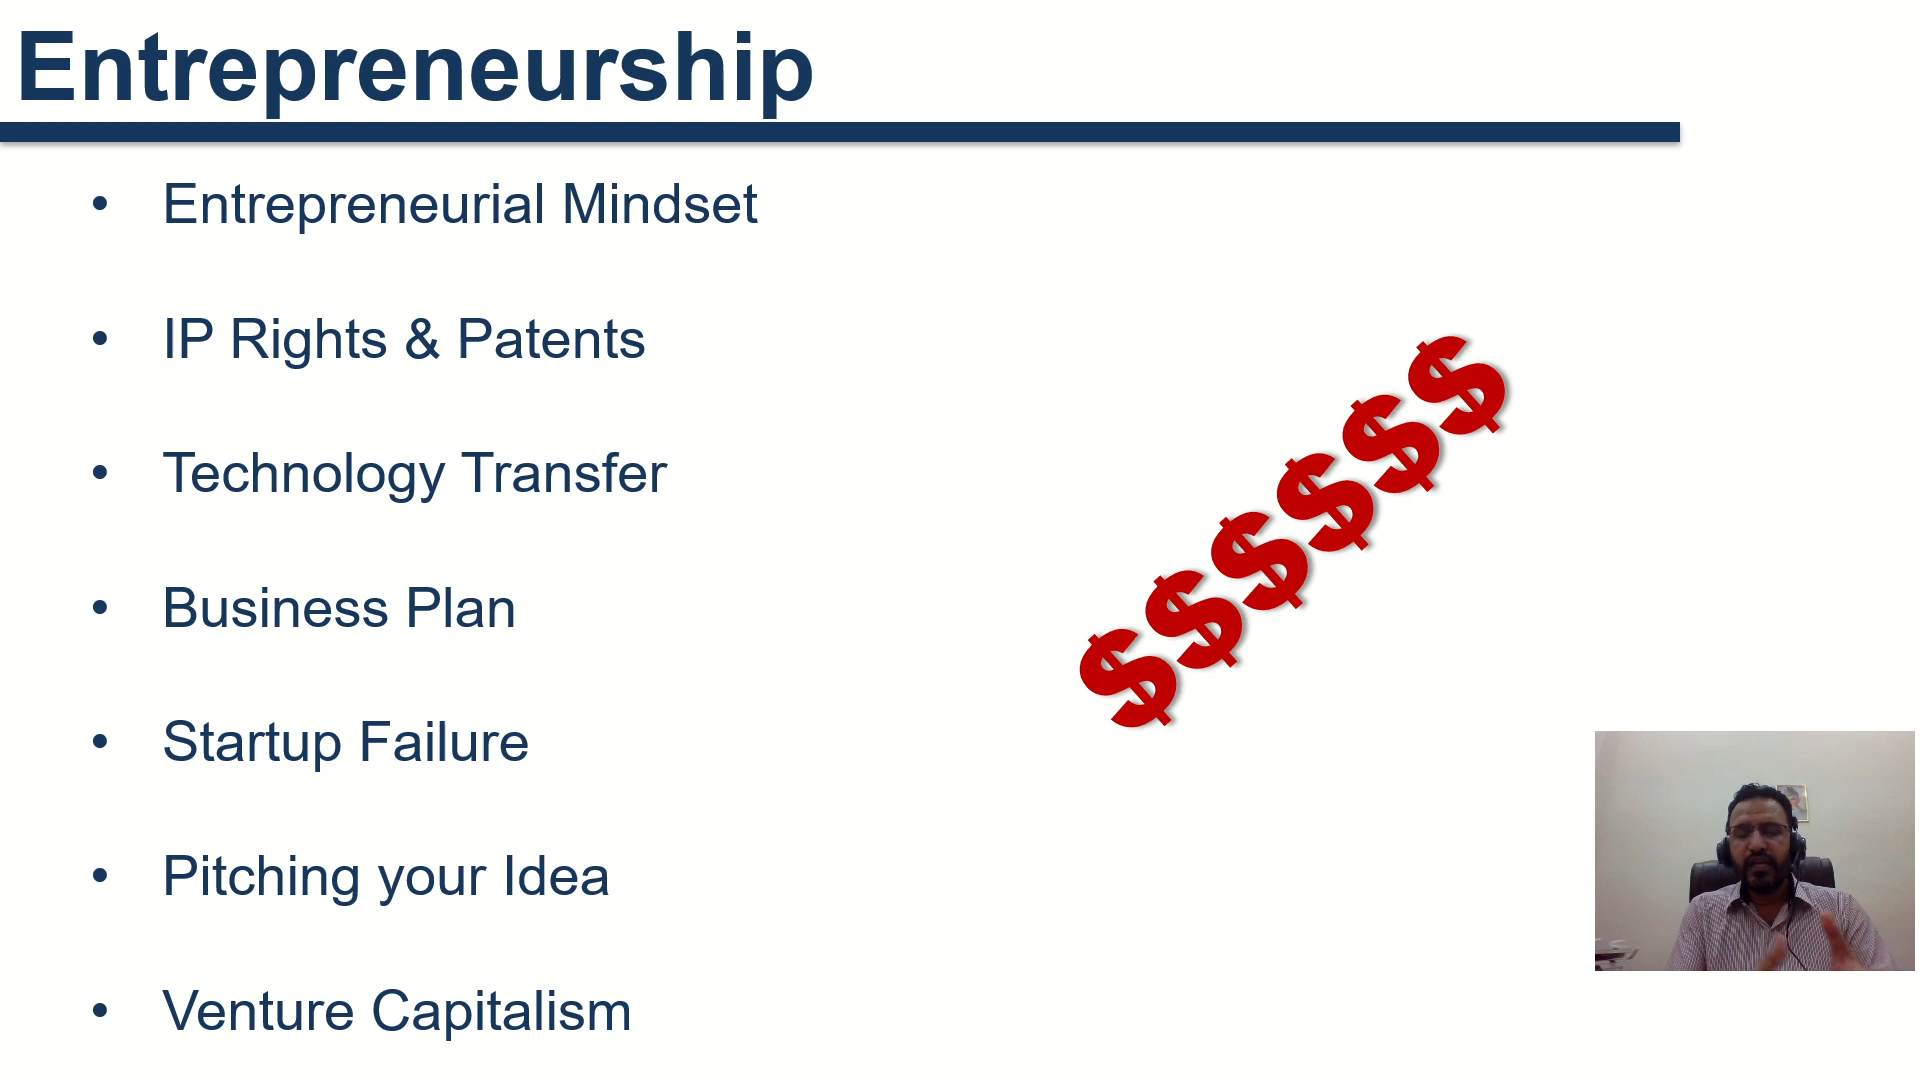 Entrepreneurship
• Entrepreneurial Mindset
• IP Rights & Patents
• Technology Transfer
• Business Plan
• Startup Failure
• Pitching your Idea
• Venture Capitalism
$$$$$$